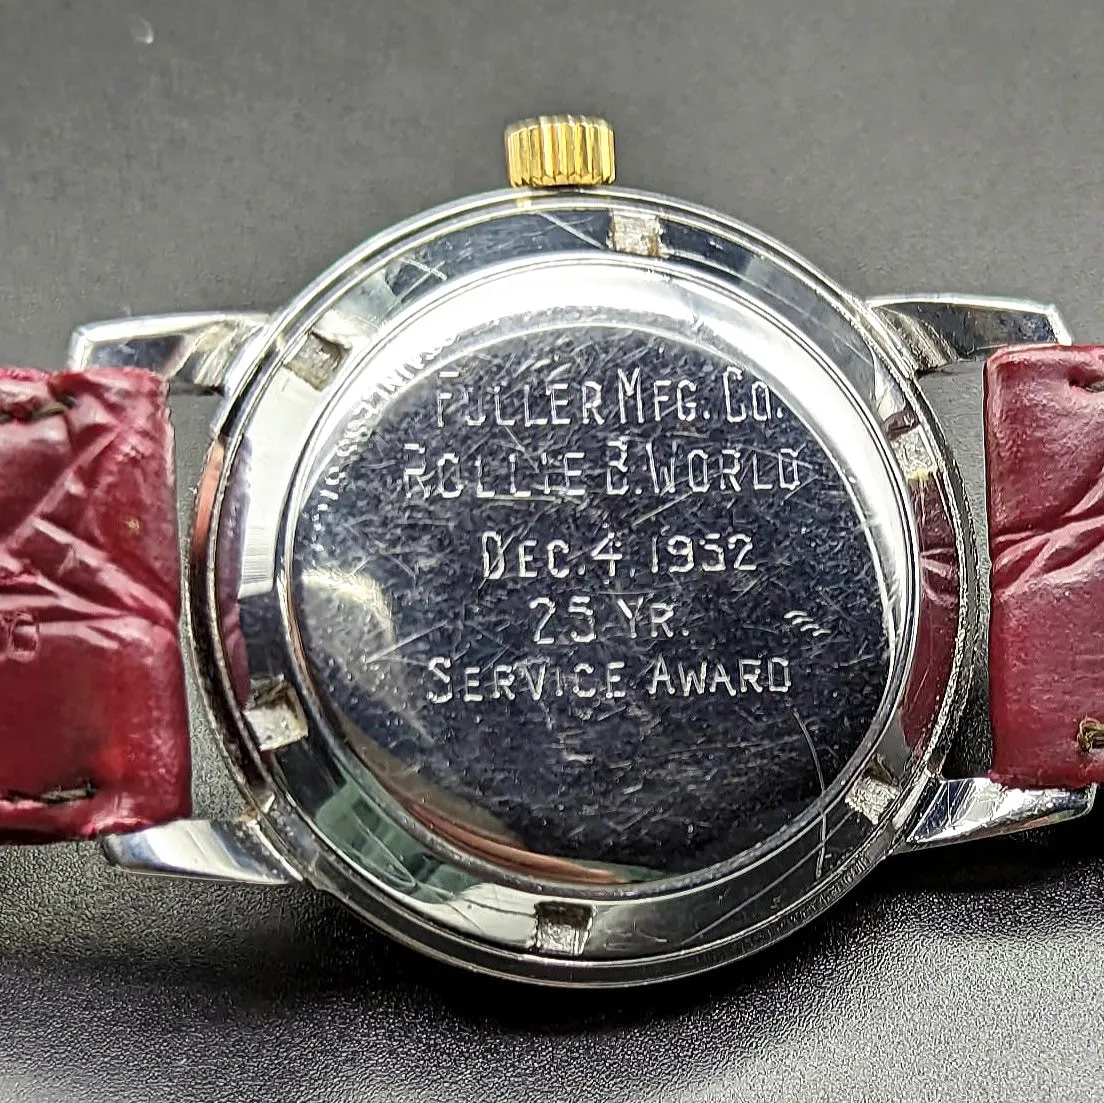 FULLER MFG. CO.
ROLLIE B. WORLD
DEC. 4, 1952
25 YR.
SERVICE AWARD